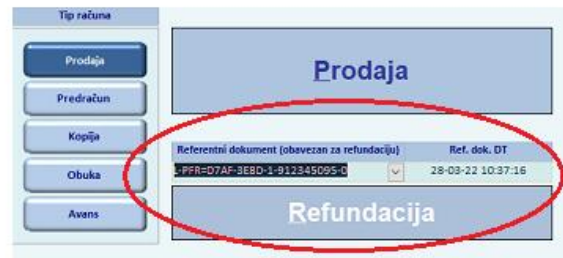 Tip računa
Prodaja
Predračun
Kopija
Obuka
Avans
Prodaja
Referentni dokument (obavezan za refundaciju) Ref. dok. DT
L-PFR=D7AF-3E8D-1-912345095-0 28-03-22 10:37:16
Refundacija